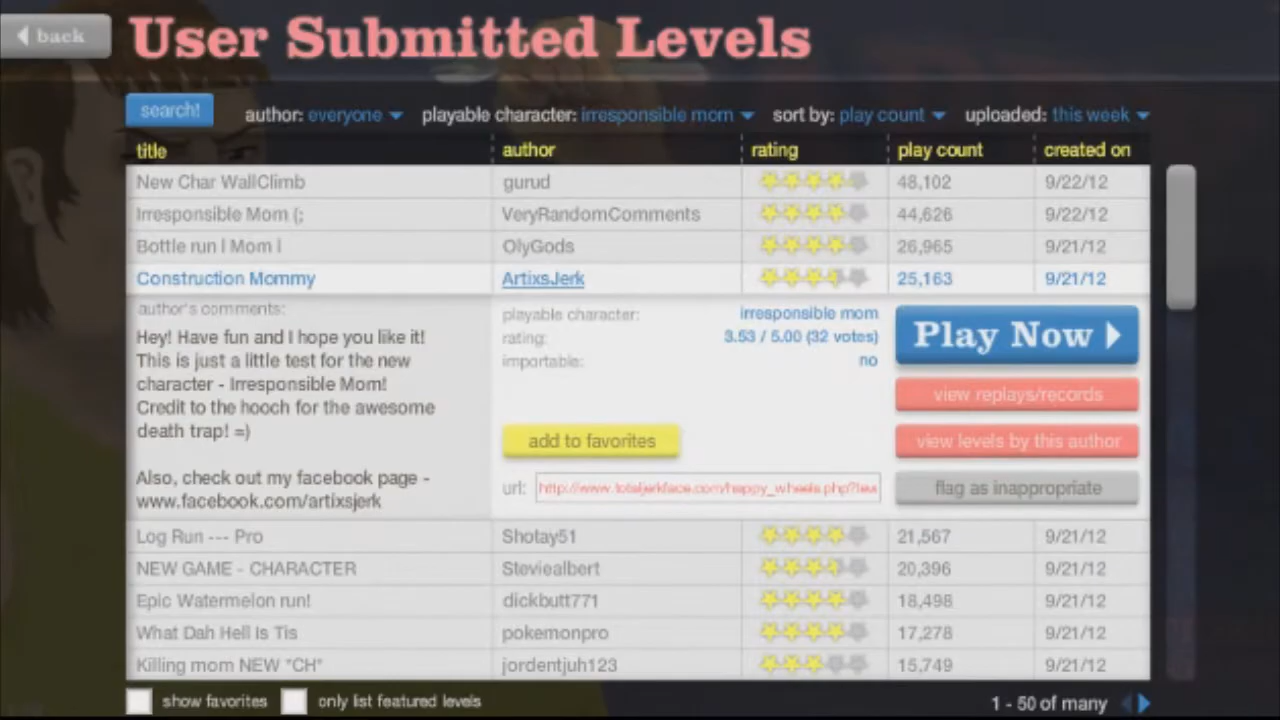 back
User Submitted Levels
search! author: everyone playable character: irresponsible mom sort by: play count uploaded: this week
title author rating play count created on
New Char WallClimb gurud 48,102 9/22/12
Irresponsible Mom (; VeryRandomComments 44,626 9/22/12
Bottle run l Mom l OlyGods 26,965 9/21/12
Construction Mommy ArtixsJerk 25,163 9/21/12
author's comments:
Hey! Have fun and I hope you like it!
This is just a little test for the new
character - Irresponsible Mom!
Credit to the hooch for the awesome
death trap! =)
Also, check out my facebook page -
www.facebook.com/artixsjerk
playable character: irresponsible mom
rating: 3.53 / 5.00 (32 votes)
importable: no
add to favorites
url: http://www.totaljerkface.com/happy_wheels.php?lev
Play Now
view replays/records
view levels by this author
flag as inappropriate
Log Run --- Pro Shotay51 21,567 9/21/12
NEW GAME - CHARACTER Steviealbert 20,396 9/21/12
Epic Watermelon run! dickbutt771 18,498 9/21/12
What Dah Hell Is Tis pokemonpro 17,278 9/21/12
Killing mom NEW "CH" jordentjuh123 15,749 9/21/12
show favorites only list featured levels 1 - 50 of many